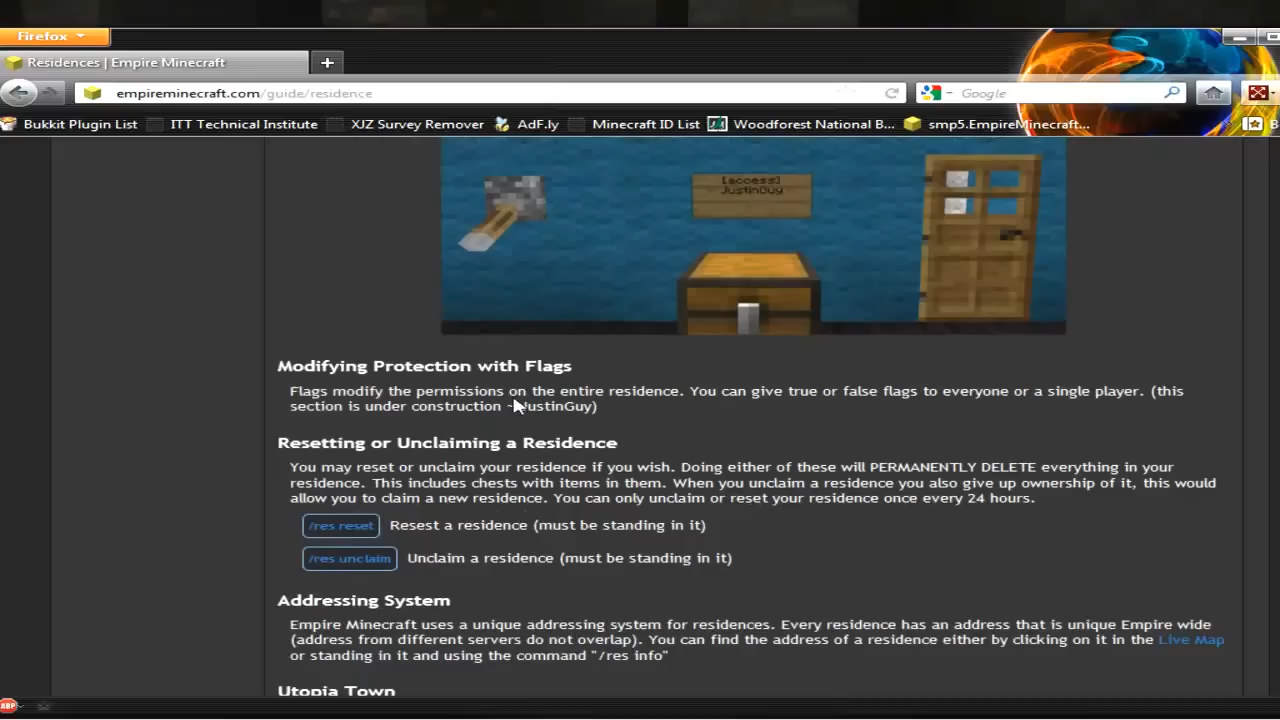 Firefox
Residences | Empire Minecraft
empireminecraft.com/guide/residence
Google
Bukkit Plugin List
ITT Technical Institute
XJZ Survey Remover
AdF.ly
Minecraft ID List
Woodforest National B...
smp5.EmpireMinecraft...
B
[access]
JustinGuy
Modifying Protection with Flags
Flags modify the permissions on the entire residence. You can give true or false flags to everyone or a single player. (this
section is under construction - JustinGuy)
Resetting or Unclaiming a Residence
You may reset or unclaim your residence if you wish. Doing either of these will PERMANENTLY DELETE everything in your
residence. This includes chests with items in them. When you unclaim a residence you also give up ownership of it, this would
allow you to claim a new residence. You can only unclaim or reset your residence once every 24 hours.
/res reset Resest a residence (must be standing in it)
/res unclaim Unclaim a residence (must be standing in it)
Addressing System
Empire Minecraft uses a unique addressing system for residences. Every residence has an address that is unique Empire wide
(address from different servers do not overlap). You can find the address of a residence either by clicking on it in the Live Map
or standing in it and using the command "/res info"
Utopia Town
ABP